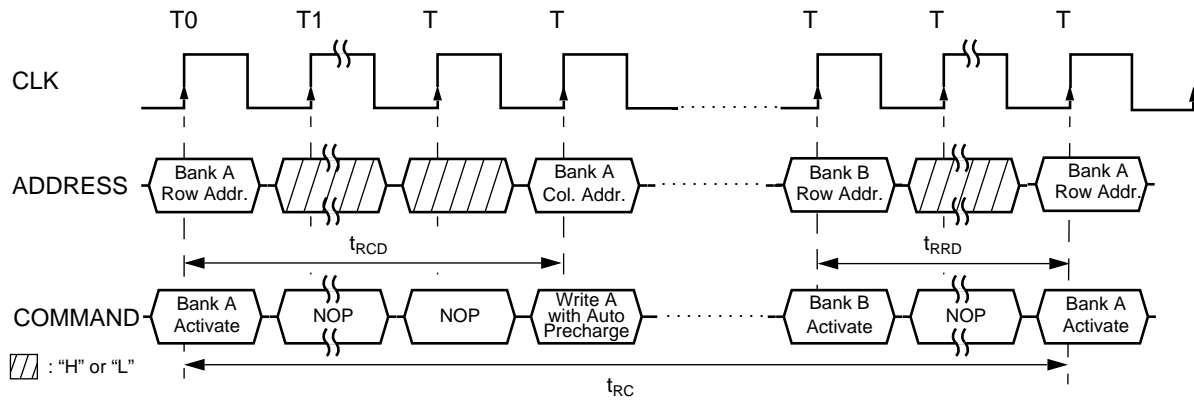 T0 T1 T T T T T
CLK
ADDRESS
Bank A
Row Addr.
Bank A
Col. Addr.
Bank B
Row Addr.
Bank A
Row Addr.
tRCD
tRRD
COMMAND
Bank A
Activate
NOP
NOP
Write A
with Auto
Precharge
Bank B
Activate
NOP
Bank A
Activate
: “H” or “L”
tRC